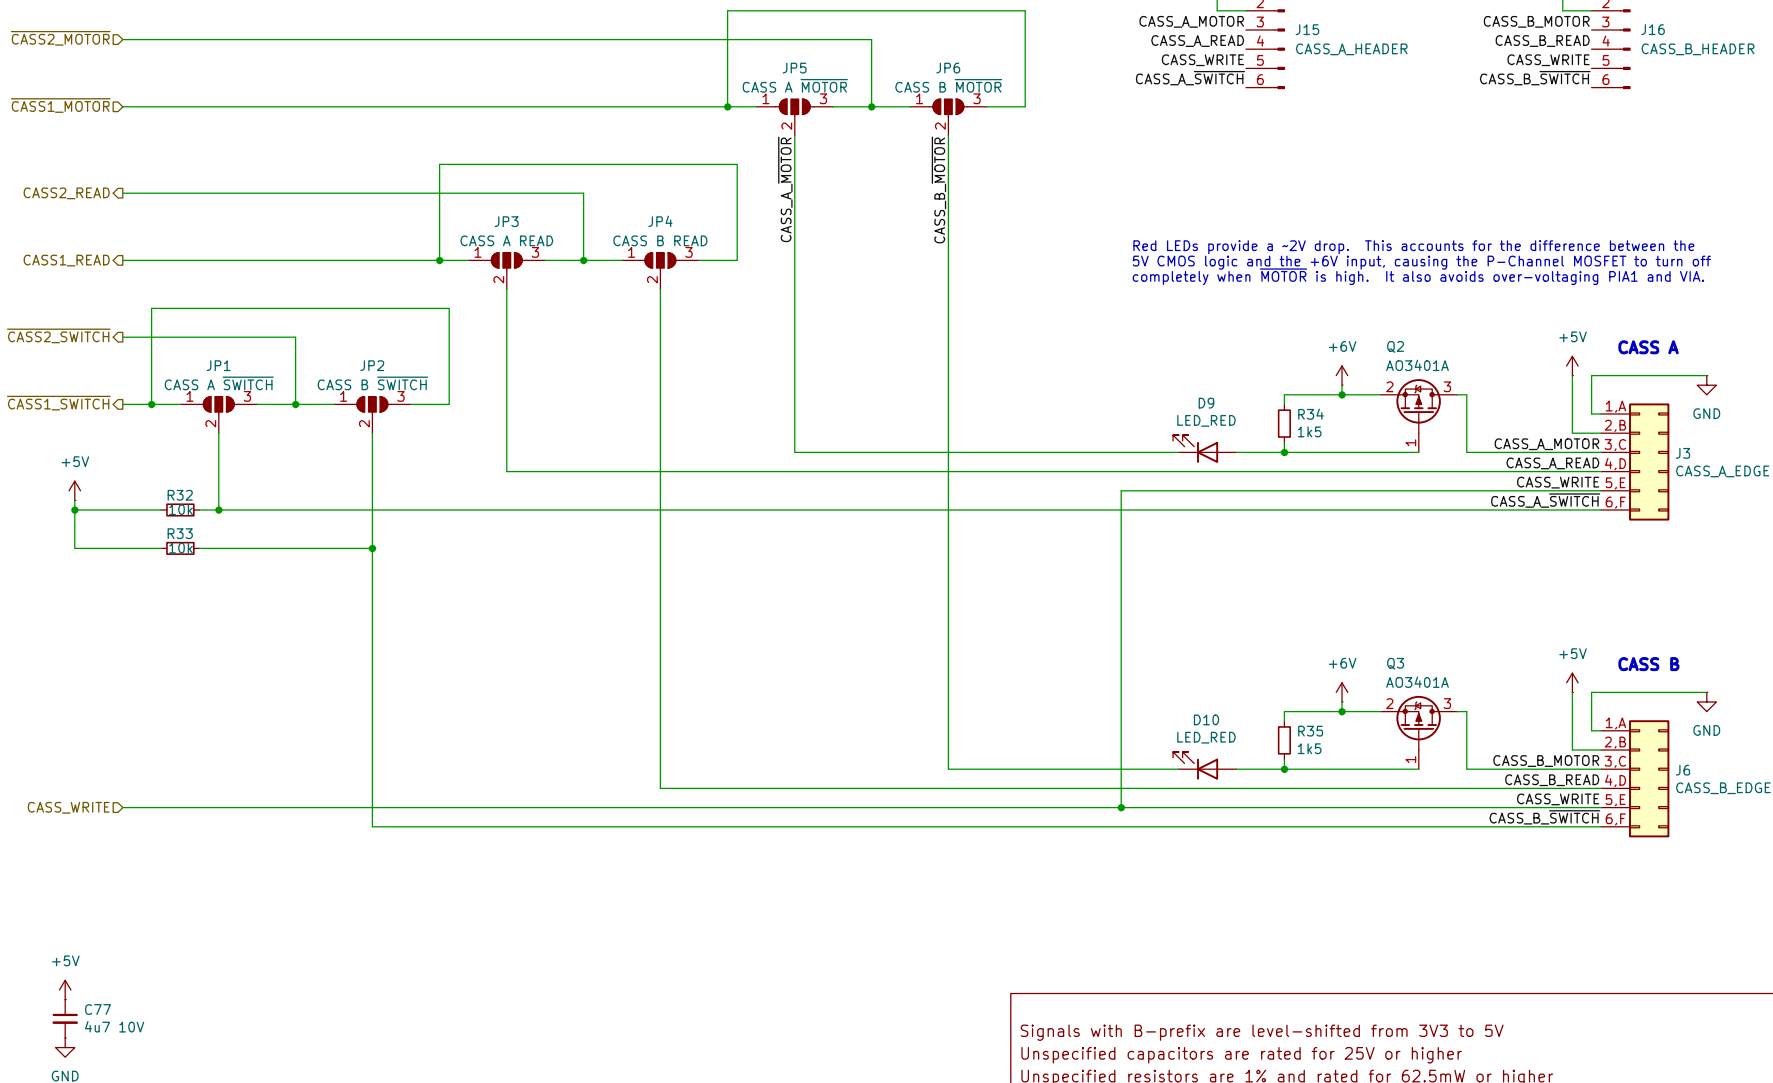 2
CASS_A_MOTOR 3
CASS_A_READ 4
CASS_WRITE 5
CASS_A_SWITCH 6
J15
CASS_A_HEADER
2
CASS_B_MOTOR 3
CASS_B_READ 4
CASS_WRITE 5
CASS_B_SWITCH 6
J16
CASS_B_HEADER
CASS2_MOTOR
CASS1_MOTOR
JP5
CASS A MOTOR
1 3
2
CASS_A_MOTOR
JP6
CASS B MOTOR
1 3
2
CASS_B_MOTOR
CASS2_READ
CASS1_READ
JP3
CASS A READ
1 3
2
JP4
CASS B READ
1 3
2
Red LEDs provide a ~2V drop. This accounts for the difference between the
5V CMOS logic and the +6V input, causing the P-Channel MOSFET to turn off
completely when MOTOR is high. It also avoids over-voltaging PIA1 and VIA.
CASS2_SWITCH
CASS1_SWITCH
JP1
CASS A SWITCH
1 3
2
JP2
CASS B SWITCH
1 3
2
+5V
R32
10k
R33
10k
D9
LED_RED
+6V
R34
1k5
Q2
AO3401A
2 3
1
+5V
CASS A
GND
1,A
2,B
CASS_A_MOTOR 3,C
CASS_A_READ 4,D
CASS_WRITE 5,E
CASS_A_SWITCH 6,F
J3
CASS_A_EDGE
D10
LED_RED
+6V
R35
1k5
Q3
AO3401A
2 3
1
+5V
CASS B
GND
1,A
2,B
CASS_B_MOTOR 3,C
CASS_B_READ 4,D
CASS_WRITE 5,E
CASS_B_SWITCH 6,F
J6
CASS_B_EDGE
CASS_WRITE
+5V
C77
4u7 10V
GND
Signals with B-prefix are level-shifted from 3V3 to 5V
Unspecified capacitors are rated for 25V or higher
Unspecified resistors are 1% and rated for 62.5mW or higher